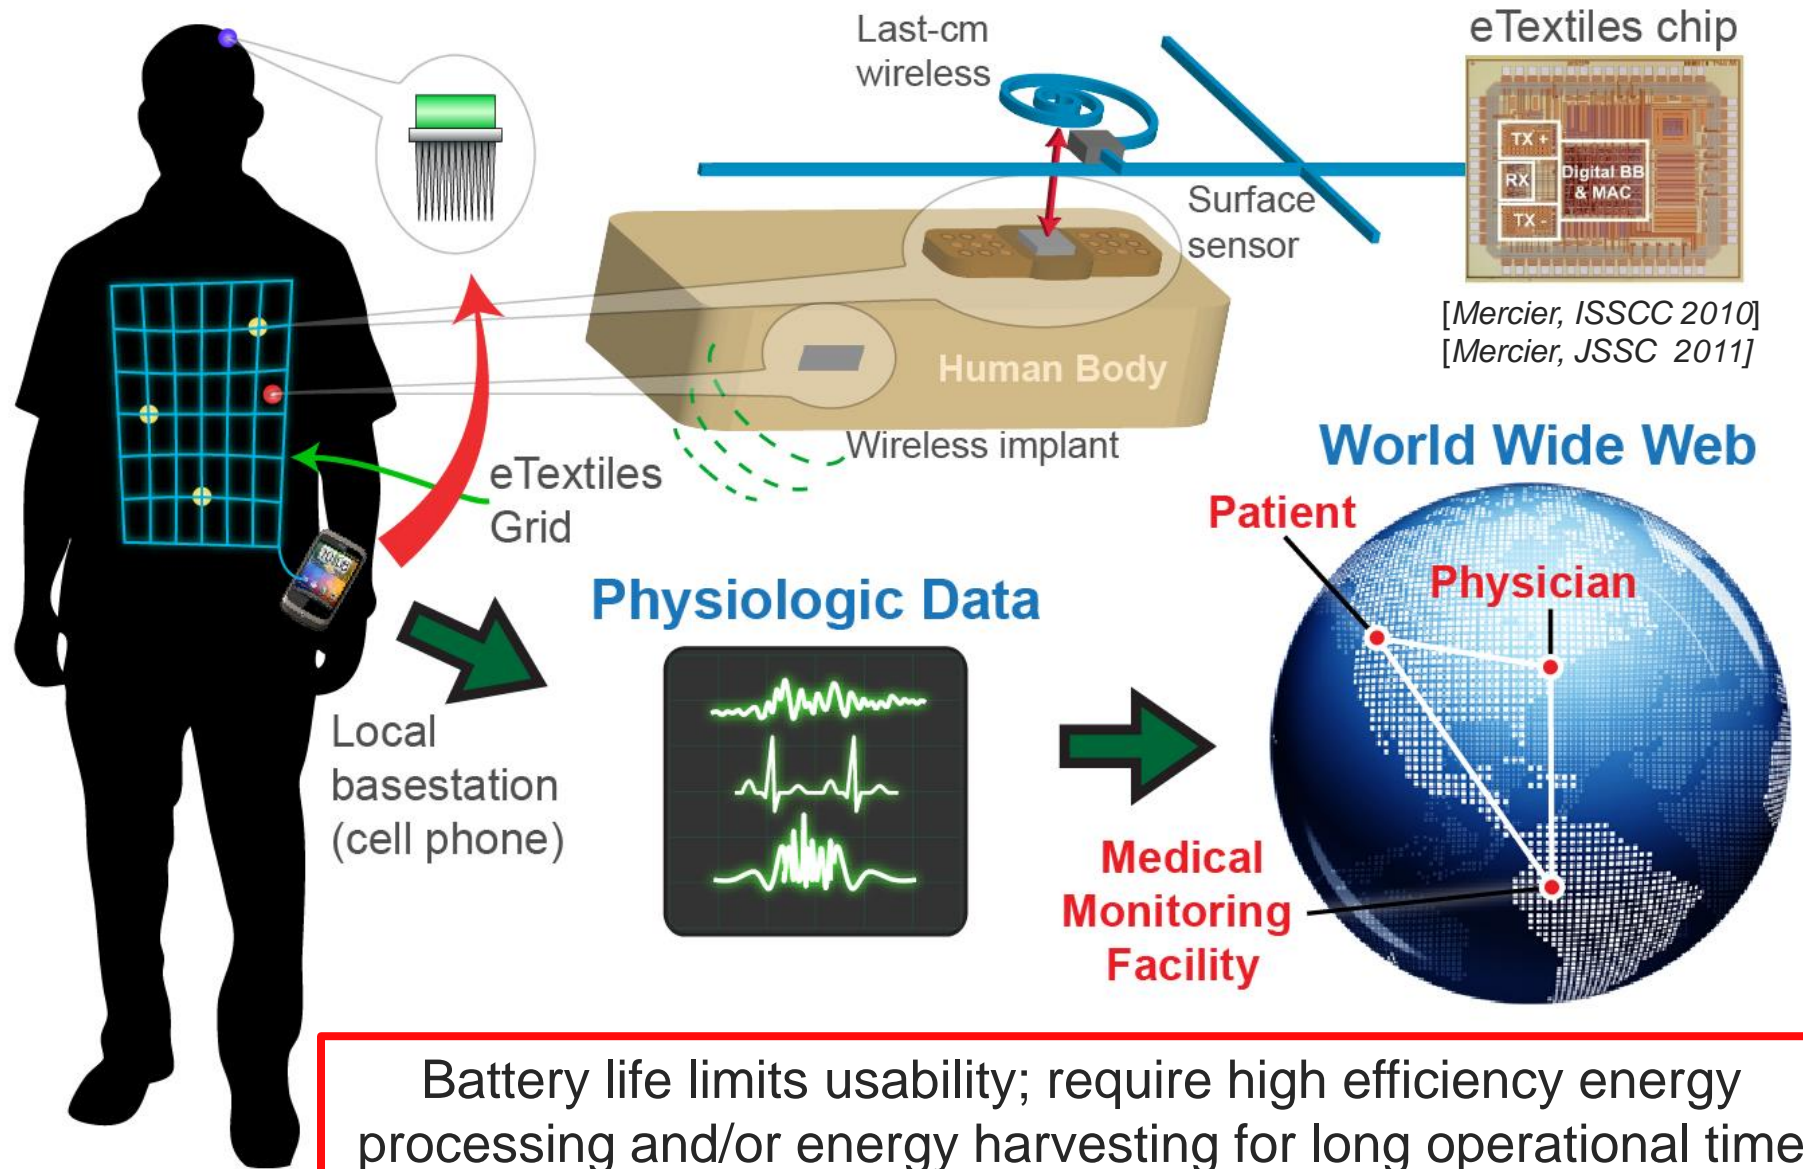 Last-cm
wireless
eTextiles chip
TX +
RX
Digital BB
& MAC
TX -
Surface
sensor
[Mercier, ISSCC 2010]
[Mercier, JSSC 2011]
Human Body
Wireless implant
eTextiles
Grid
World Wide Web
Patient
Physician
Physiologic Data
Local
basestation
(cell phone)
Medical
Monitoring
Facility
Battery life limits usability; require high efficiency energy
processing and/or energy harvesting for long operational time